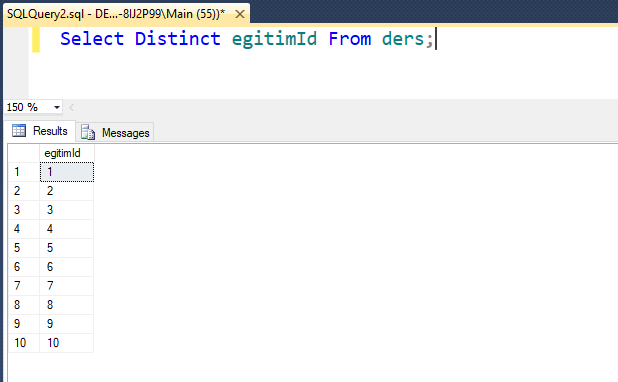 SQLQuery2.sql - DE...-8IJ2P99\Main (55))*
Select Distinct egitimId From ders;
150 %
Results Messages
egitimId
1 1
2 2
3 3
4 4
5 5
6 6
7 7
8 8
9 9
10 10